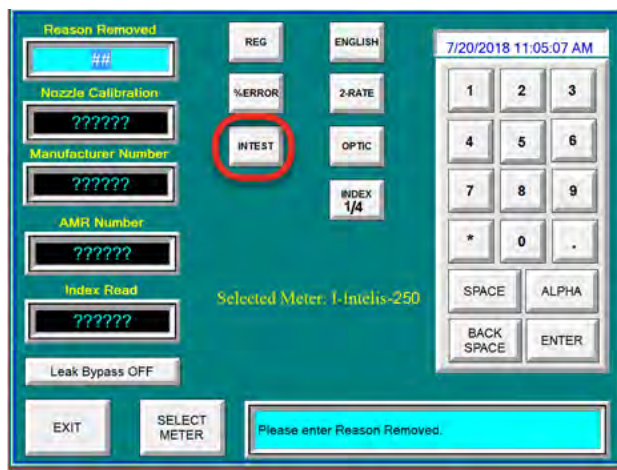 Reason Removed
##
Nozzle Calibration
??????
Manufacturer Number
??????
AMR Number
??????
Index Read
??????
Leak Bypass OFF
EXIT
SELECT
METER
REG
ENGLISH
%ERROR
2-RATE
INTEST
OPTIC
INDEX
1/4
Selected Meter: I-Intelis-250
Please enter Reason Removed.
7/20/2018 11:05:07 AM
1 2 3
4 5 6
7 8 9
* 0 .
SPACE ALPHA
BACK
SPACE
ENTER